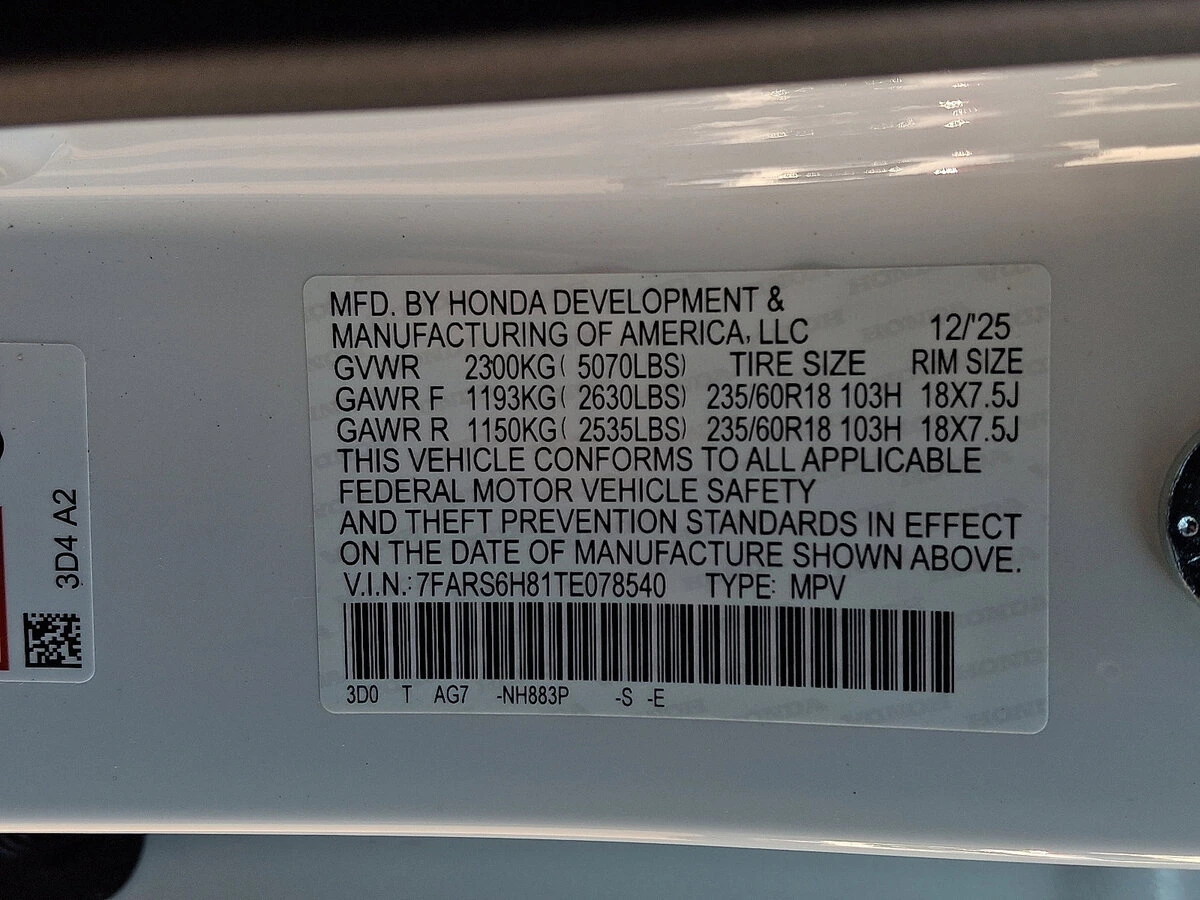 MFD. BY HONDA DEVELOPMENT &
MANUFACTURING OF AMERICA, LLC 12/'25
GVWR 2300KG( 5070LBS) TIRE SIZE RIM SIZE
GAWR F 1193KG( 2630LBS) 235/60R18 103H 18X7.5J
GAWR R 1150KG( 2535LBS) 235/60R18 103H 18X7.5J
THIS VEHICLE CONFORMS TO ALL APPLICABLE
FEDERAL MOTOR VEHICLE SAFETY
AND THEFT PREVENTION STANDARDS IN EFFECT
ON THE DATE OF MANUFACTURE SHOWN ABOVE.
V.I.N.: 7FARS6H81TE078540 TYPE: MPV
3D0 T AG7 -NH883P -S -E
3D4 A2